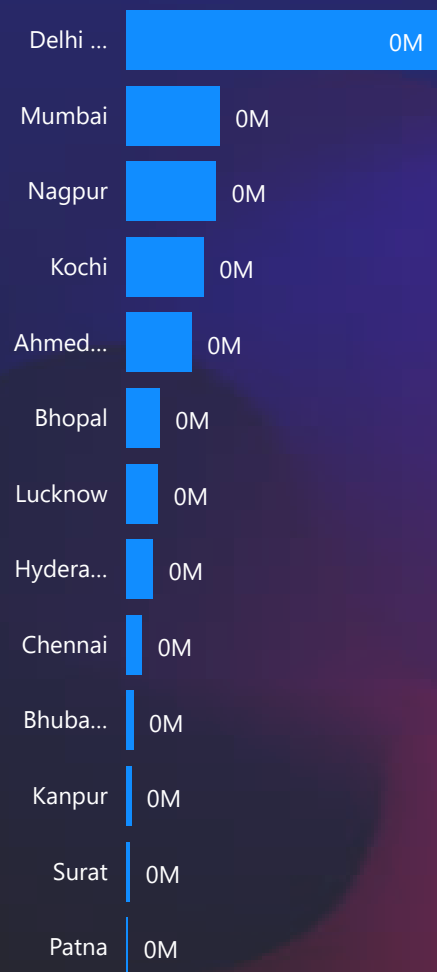 Delhi ... 0M
Mumbai 0M
Nagpur 0M
Kochi 0M
Ahmed... 0M
Bhopal 0M
Lucknow 0M
Hydera... 0M
Chennai 0M
Bhuba... 0M
Kanpur 0M
Surat 0M
Patna 0M